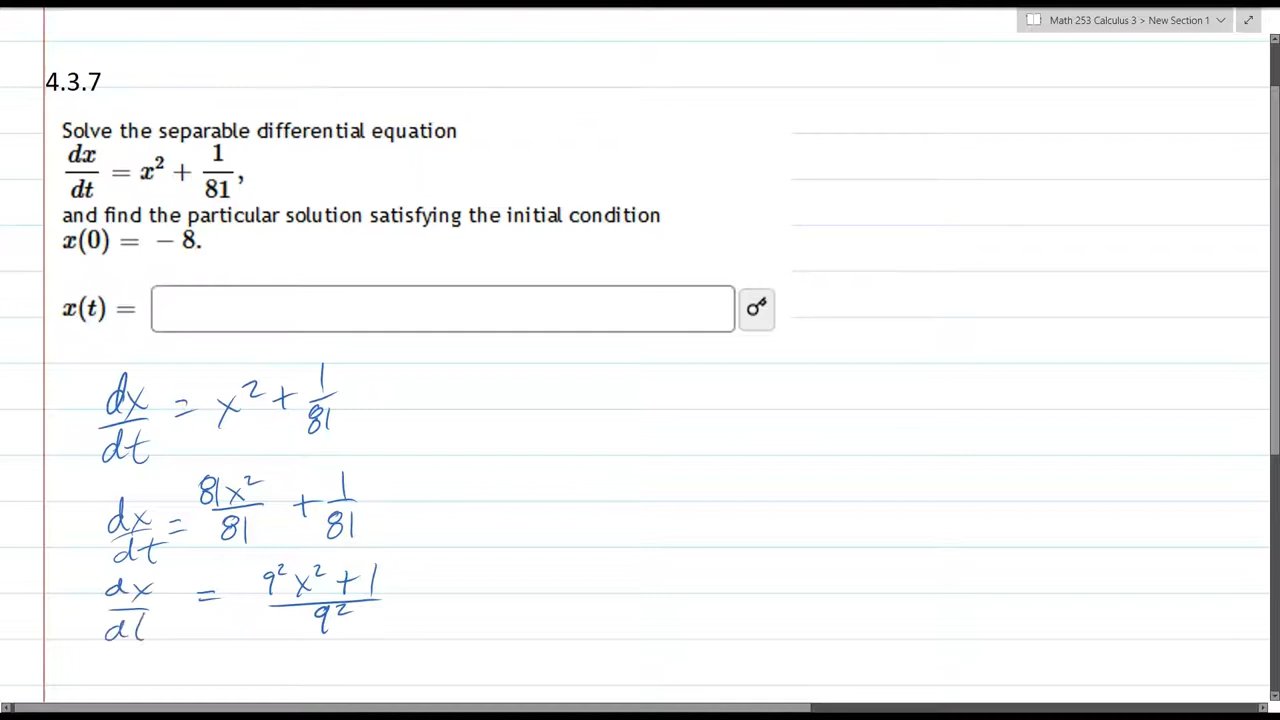 Math 253 Calculus 3 > New Section 1
4.3.7
Solve the separable differential equation
dx/dt = x² + 1/81,
and find the particular solution satisfying the initial condition
x(0) = − 8.
x(t) =
dx/dt = x² + 1/81
dx/dt = 81x²/81 + 1/81
dx/dt = (9²x² + 1)/9²